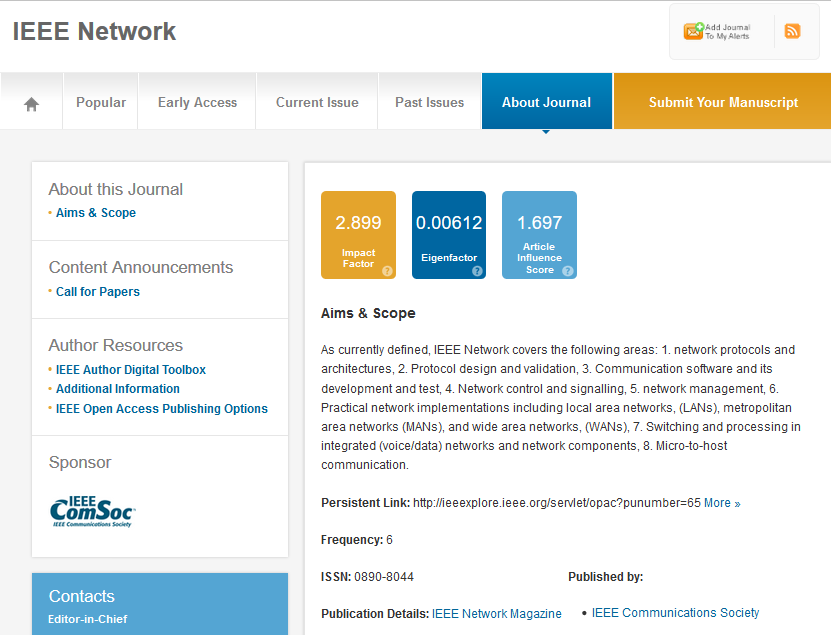 IEEE Network
Add Journal
To My Alerts
Popular
Early Access
Current Issue
Past Issues
About Journal
Submit Your Manuscript
About this Journal
• Aims & Scope
Content Announcements
• Call for Papers
Author Resources
• IEEE Author Digital Toolbox
• Additional Information
• IEEE Open Access Publishing Options
Sponsor
IEEE
ComSoc
IEEE Communications Society
Contacts
Editor-in-Chief
2.899
Impact
Factor
?
0.00612
Eigenfactor
?
1.697
Article
Influence
Score
?
Aims & Scope
As currently defined, IEEE Network covers the following areas: 1. network protocols and
architectures, 2. Protocol design and validation, 3. Communication software and its
development and test, 4. Network control and signalling, 5. network management, 6.
Practical network implementations including local area networks, (LANs), metropolitan
area networks (MANs), and wide area networks, (WANs), 7. Switching and processing in
integrated (voice/data) networks and network components, 8. Micro-to-host
communication.
Persistent Link: http://ieeexplore.ieee.org/servlet/opac?punumber=65 More »
Frequency: 6
ISSN: 0890-8044
Published by:
Publication Details: IEEE Network Magazine
• IEEE Communications Society